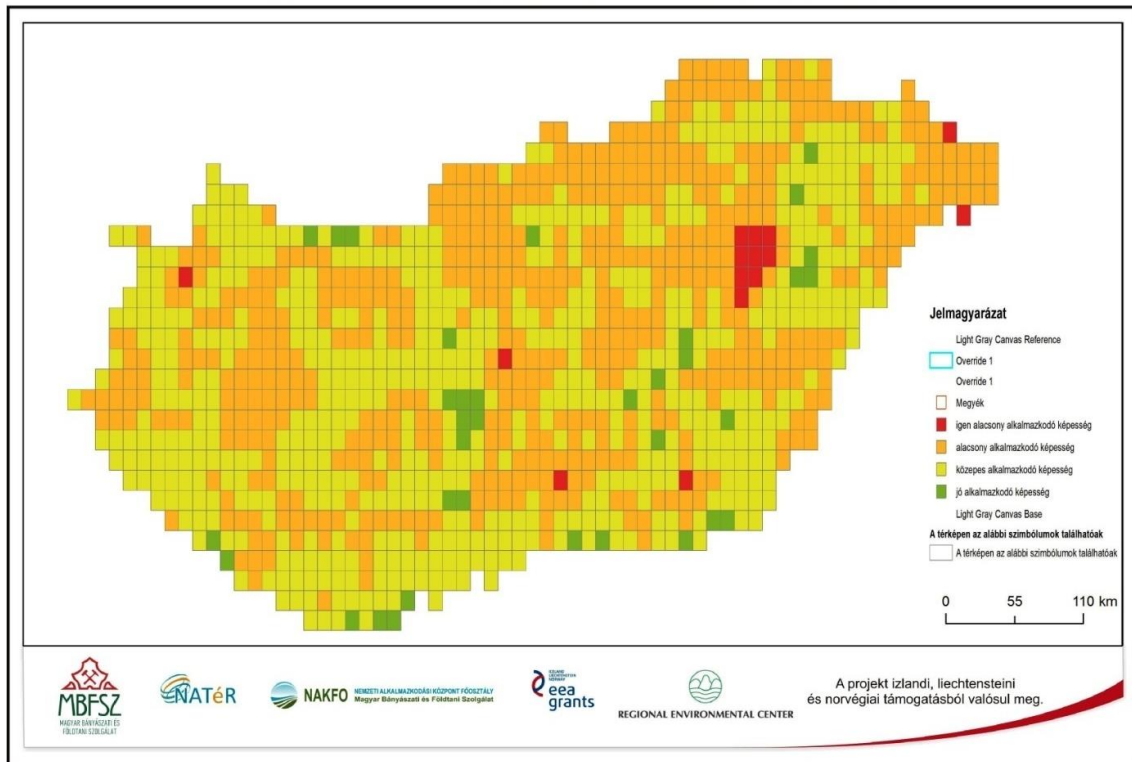 Jelmagyarázat
Light Gray Canvas Reference
Override 1
Override 1
Megyék
igen alacsony alkalmazkodó képesség
alacsony alkalmazkodó képesség
közepes alkalmazkodó képesség
jó alkalmazkodó képesség
Light Gray Canvas Base
A térképen az alábbi szimbólumok találhatóak
A térképen az alábbi szimbólumok találhatóak
0 55 110 km
MBFSZ
MAGYAR BÁNYÁSZATI ÉS
FÖLDTANI SZOLGÁLAT
NATéR
NAKFO
NEMZETI ALKALMAZKODÁSI KÖZPONT FŐOSZTÁLY
Magyar Bányászati és Földtani Szolgálat
ICELAND
LIECHTENSTEIN
NORWAY
eea
grants
REGIONAL ENVIRONMENTAL CENTER
A projekt izlandi, liechtensteini
és norvégiai támogatásból valósul meg.